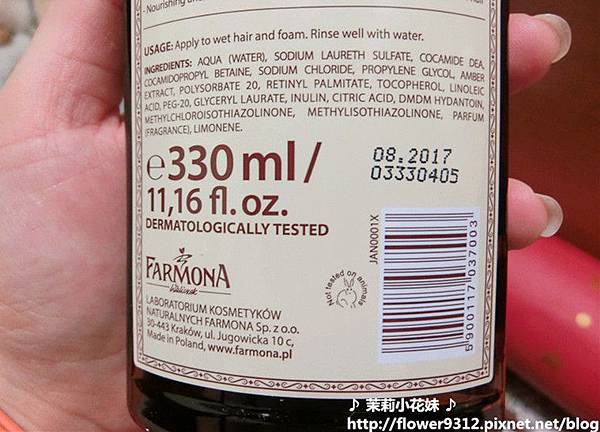 - Nourishing and
USAGE: Apply to wet hair and foam. Rinse well with water.
INGREDIENTS: AQUA (WATER), SODIUM LAURETH SULFATE, COCAMIDE DEA,
COCAMIDOPROPYL BETAINE, SODIUM CHLORIDE, PROPYLENE GLYCOL, AMBER
EXTRACT, POLYSORBATE 20, RETINYL PALMITATE, TOCOPHEROL, LINOLEIC
ACID, PEG-20, GLYCERYL LAURATE, INULIN, CITRIC ACID, DMDM HYDANTOIN,
METHYLCHLOROISOTHIAZOLINONE, METHYLISOTHIAZOLINONE, PARFUM
(FRAGRANCE), LIMONENE.
℮ 330 ml /
11,16 fl. oz.
DERMATOLOGICALLY TESTED
08.2017
03330405
FARMONA
LABORATORIUM KOSMETYKÓW
NATURALNYCH FARMONA Sp. z o.o.
30-443 Kraków, ul. Jugowicka 10 c,
Made in Poland, www.farmona.pl
Not tested on animals
JAN0001X
5900117037003
♪ 茉莉小花妹 ♪
http://flower9312.pixnet.net/blog